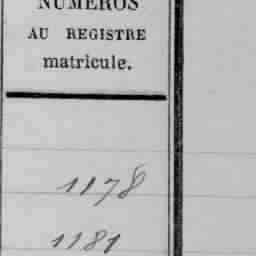 NUMÉROS
AU REGISTRE
matricule.
1178
1181